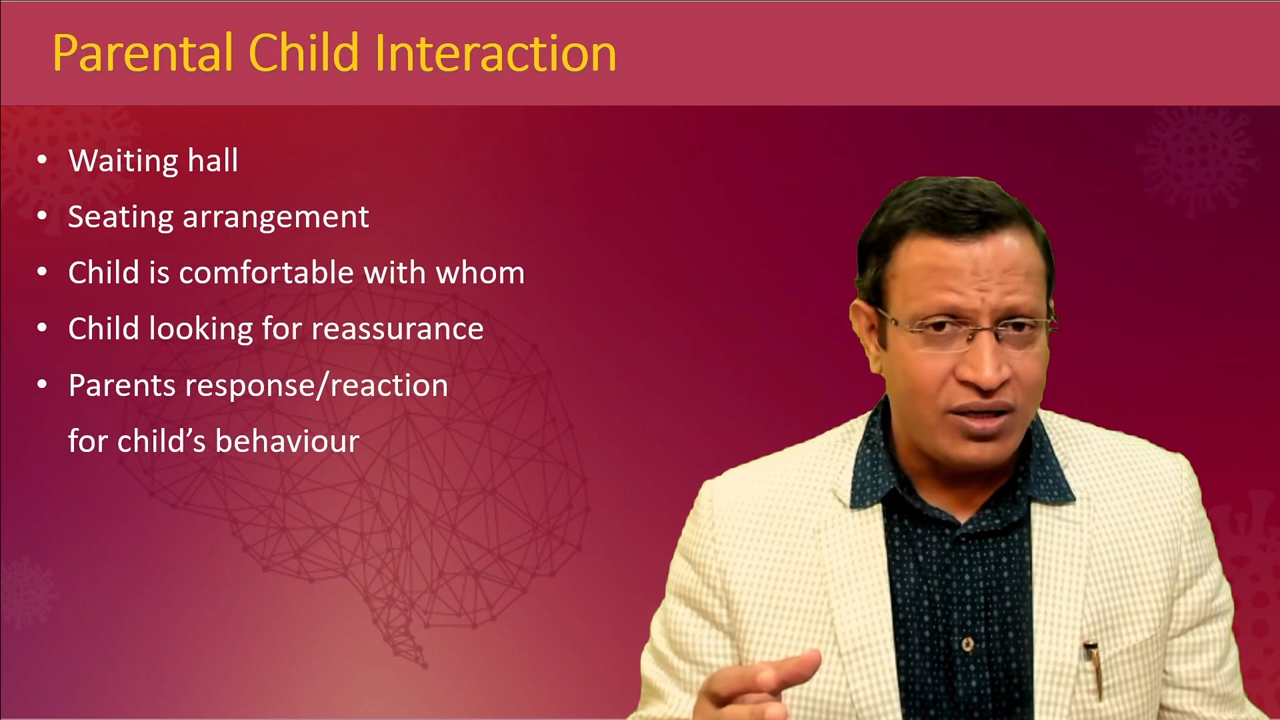 Parental Child Interaction
• Waiting hall
• Seating arrangement
• Child is comfortable with whom
• Child looking for reassurance
• Parents response/reaction
for child’s behaviour